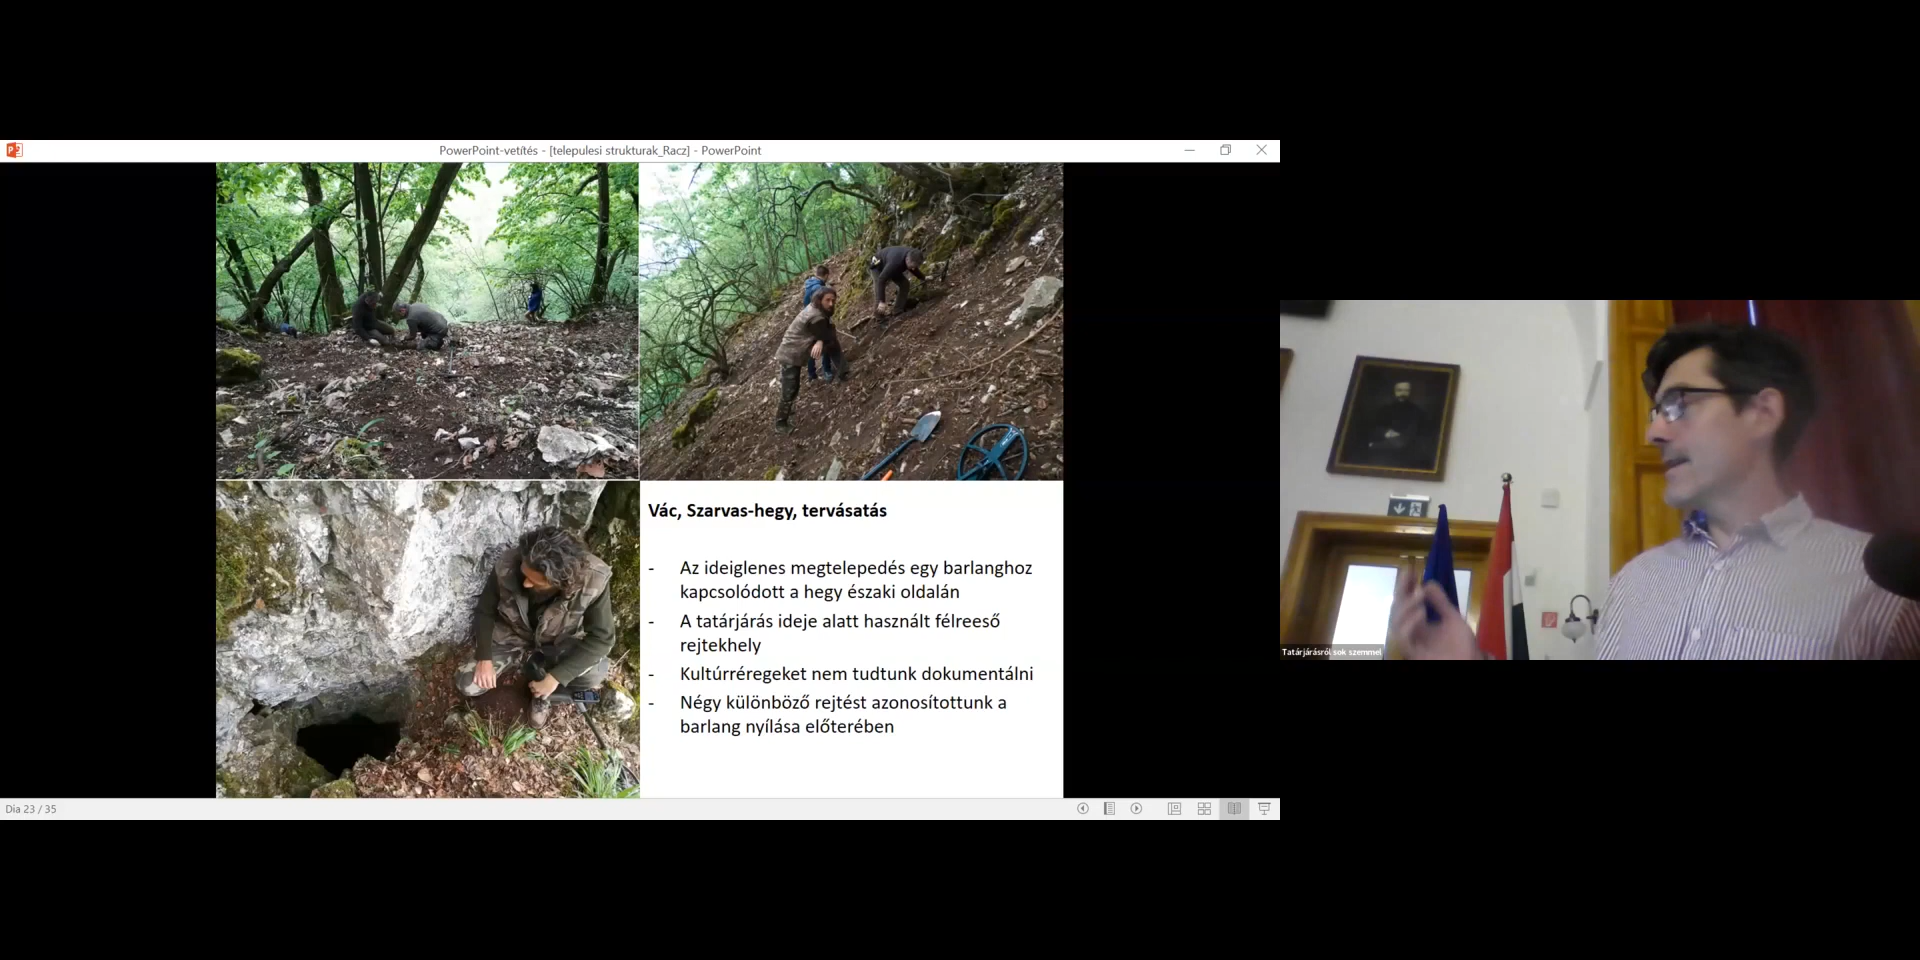 PowerPoint-vetítés - [telepulesi strukturak_Racz] - PowerPoint
Vác, Szarvas-hegy, tervásatás
- Az ideiglenes megtelepedés egy barlanghoz
kapcsolódott a hegy északi oldalán
- A tatárjárás ideje alatt használt félreeső
rejtekhely
- Kultúrréregeket nem tudtunk dokumentálni
- Négy különböző rejtést azonosítottunk a
barlang nyílása előterében
Tatárjárásról sok szemmel
Dia 23 / 35